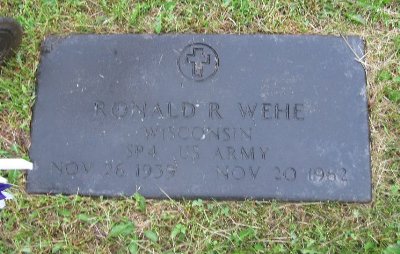 RONALD R WEHE
WISCONSIN
SP4 US ARMY
NOV 26 1939 NOV 20 1962